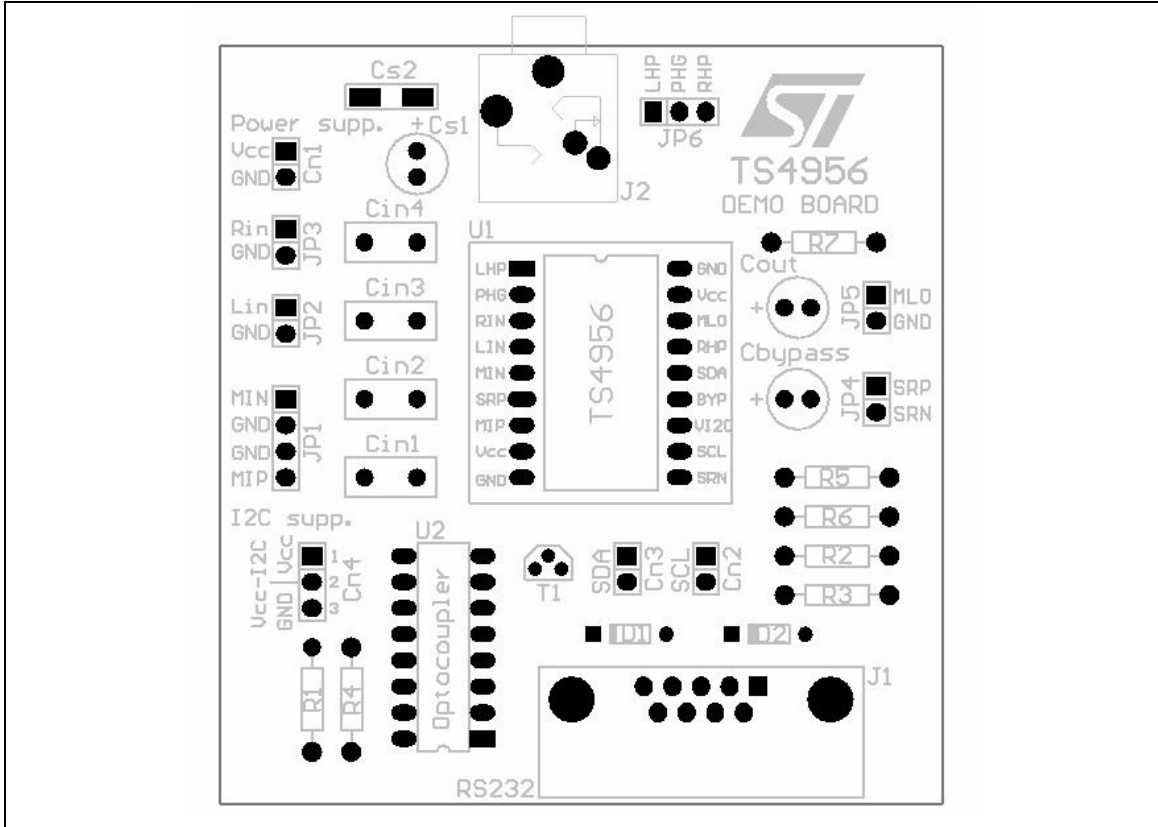 Cs2
LHP
PHG
RHP
JP6
ST
TS4956
DEMO BOARD
Power supp.
+Cs1
Vcc
GND
Cn1
J2
Cin4
Rin
GND
JP3
U1
R7
Cout
LHP
PHG
RIN
LIN
MIN
SRP
MIP
Vcc
GND
TS4956
GND
Vcc
MLO
RHP
SDA
BYP
VI2C
SCL
SRN
Cin3
Lin
GND
JP2
+
JP5
MLO
GND
Cbypass
+
JP4
SRP
SRN
Cin2
MIN
GND
GND
MIP
JP1
Cin1
R5
R6
R2
R3
I2C supp.
Vcc-I2C
Vcc
GND
1
2
3
Cn4
U2
Optocoupler
T1
SDA
Cn3
SCL
Cn2
D1
D2
R1
R4
J1
RS232